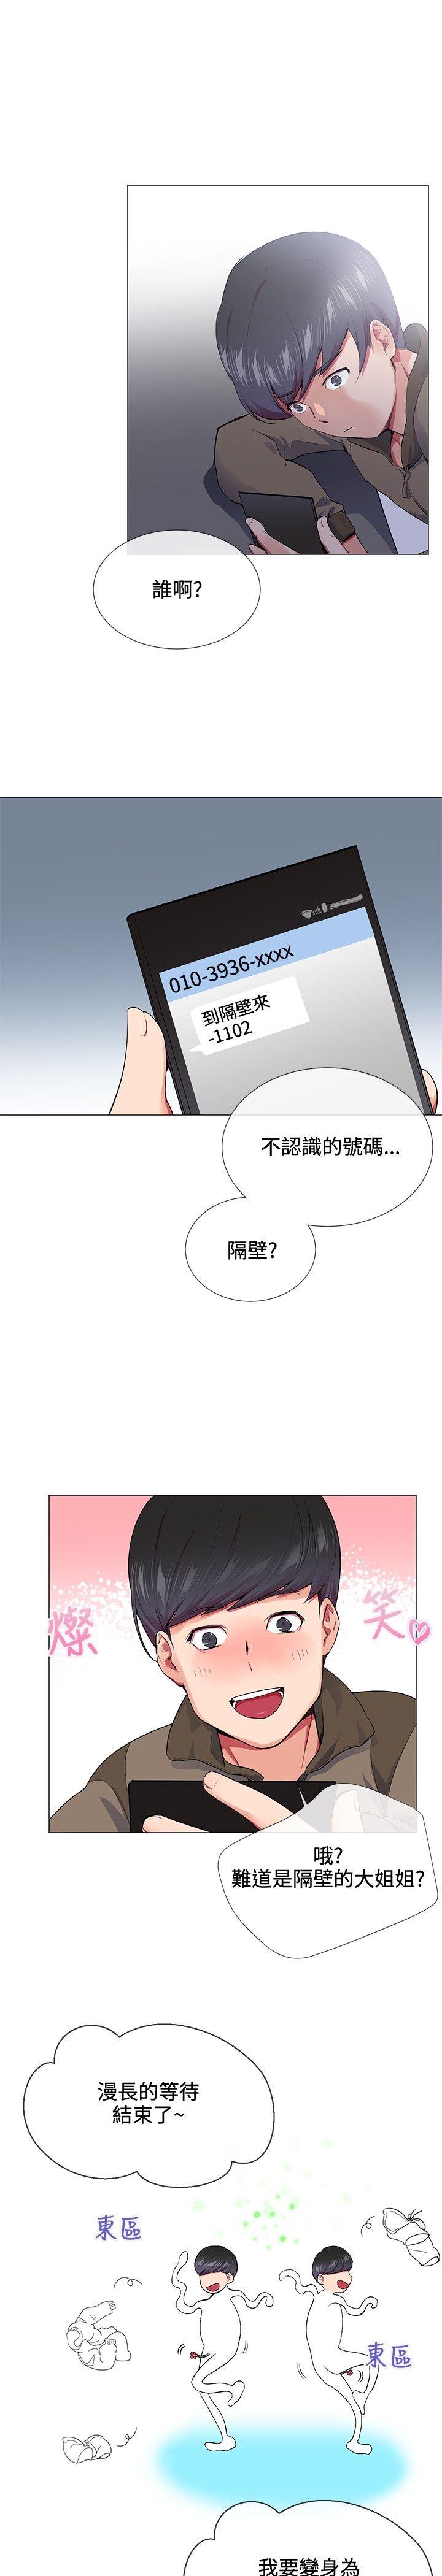 誰啊?
010-3936-xxxx
到隔壁來
-1102
不認識的號碼...
隔壁?
燦
笑
哦?
難道是隔壁的大姐姐?
漫長的等待
結束了~
東區
東區
我要變身為